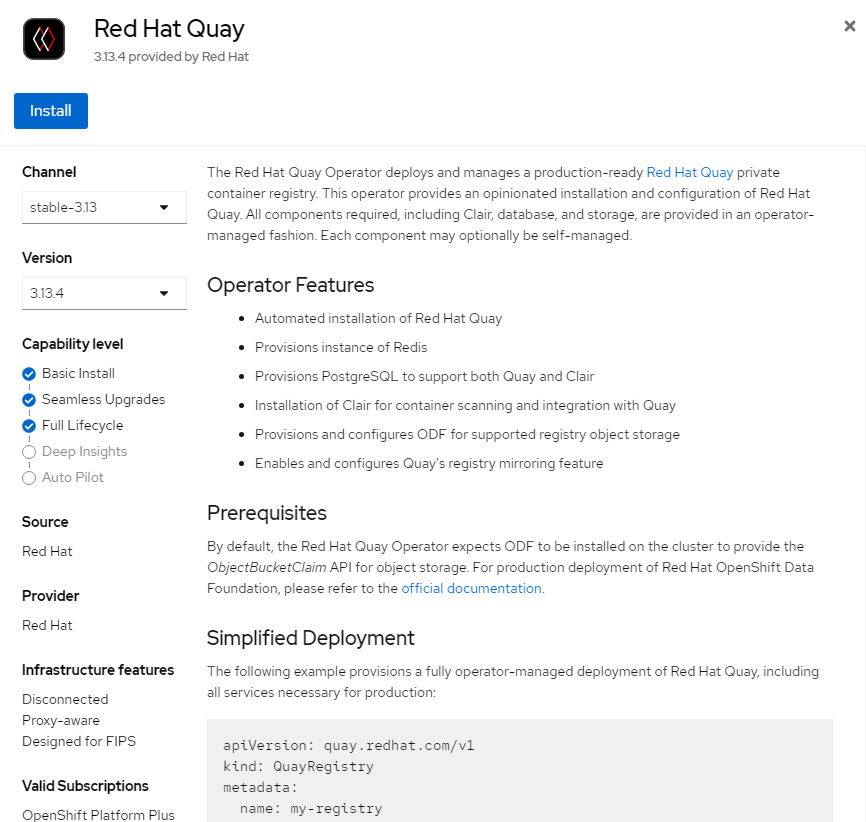 Red Hat Quay
3.13.4 provided by Red Hat
Install
Channel
stable-3.13
Version
3.13.4
Capability level
Basic Install
Seamless Upgrades
Full Lifecycle
Deep Insights
Auto Pilot
Source
Red Hat
Provider
Red Hat
Infrastructure features
Disconnected
Proxy-aware
Designed for FIPS
Valid Subscriptions
OpenShift Platform Plus
The Red Hat Quay Operator deploys and manages a production-ready Red Hat Quay private
container registry. This operator provides an opinionated installation and configuration of Red Hat
Quay. All components required, including Clair, database, and storage, are provided in an operator-
managed fashion. Each component may optionally be self-managed.
Operator Features
Automated installation of Red Hat Quay
Provisions instance of Redis
Provisions PostgreSQL to support both Quay and Clair
Installation of Clair for container scanning and integration with Quay
Provisions and configures ODF for supported registry object storage
Enables and configures Quay's registry mirroring feature
Prerequisites
By default, the Red Hat Quay Operator expects ODF to be installed on the cluster to provide the
ObjectBucketClaim API for object storage. For production deployment of Red Hat OpenShift Data
Foundation, please refer to the official documentation.
Simplified Deployment
The following example provisions a fully operator-managed deployment of Red Hat Quay, including
all services necessary for production:
apiVersion: quay.redhat.com/v1
kind: QuayRegistry
metadata:
  name: my-registry